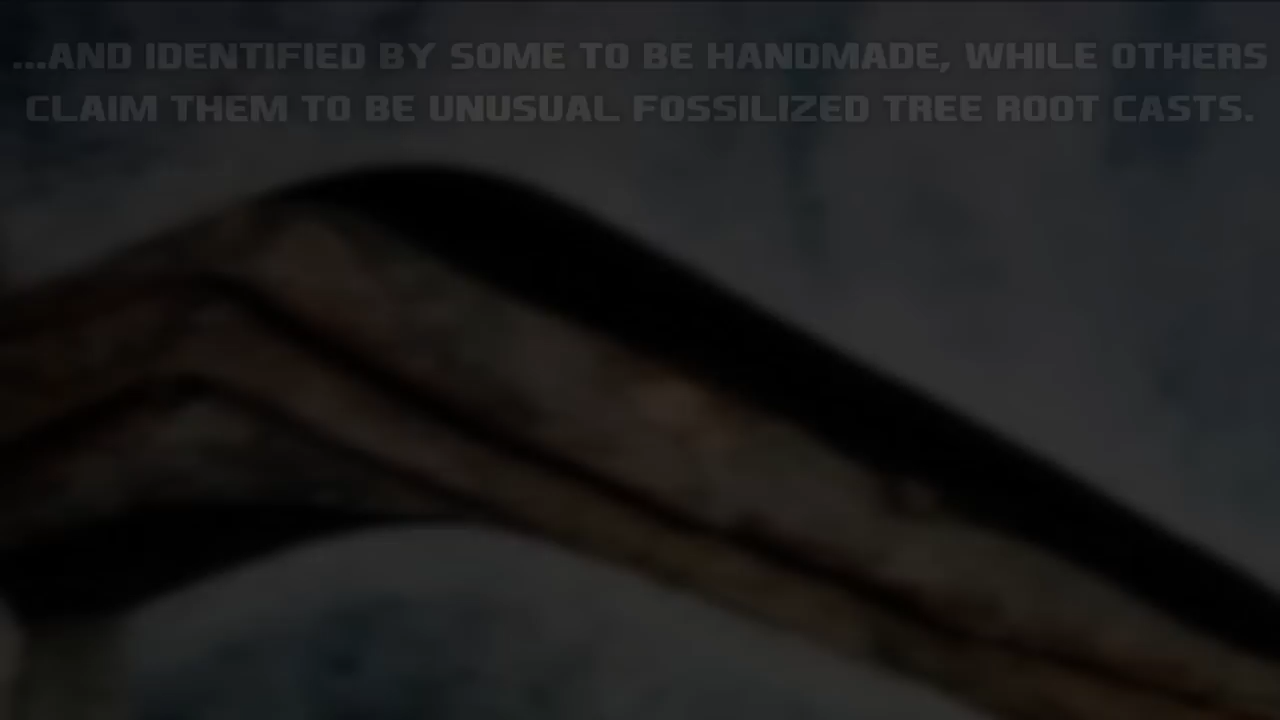 ...AND IDENTIFIED BY SOME TO BE HANDMADE, WHILE OTHERS
CLAIM THEM TO BE UNUSUAL FOSSILIZED TREE ROOT CASTS.